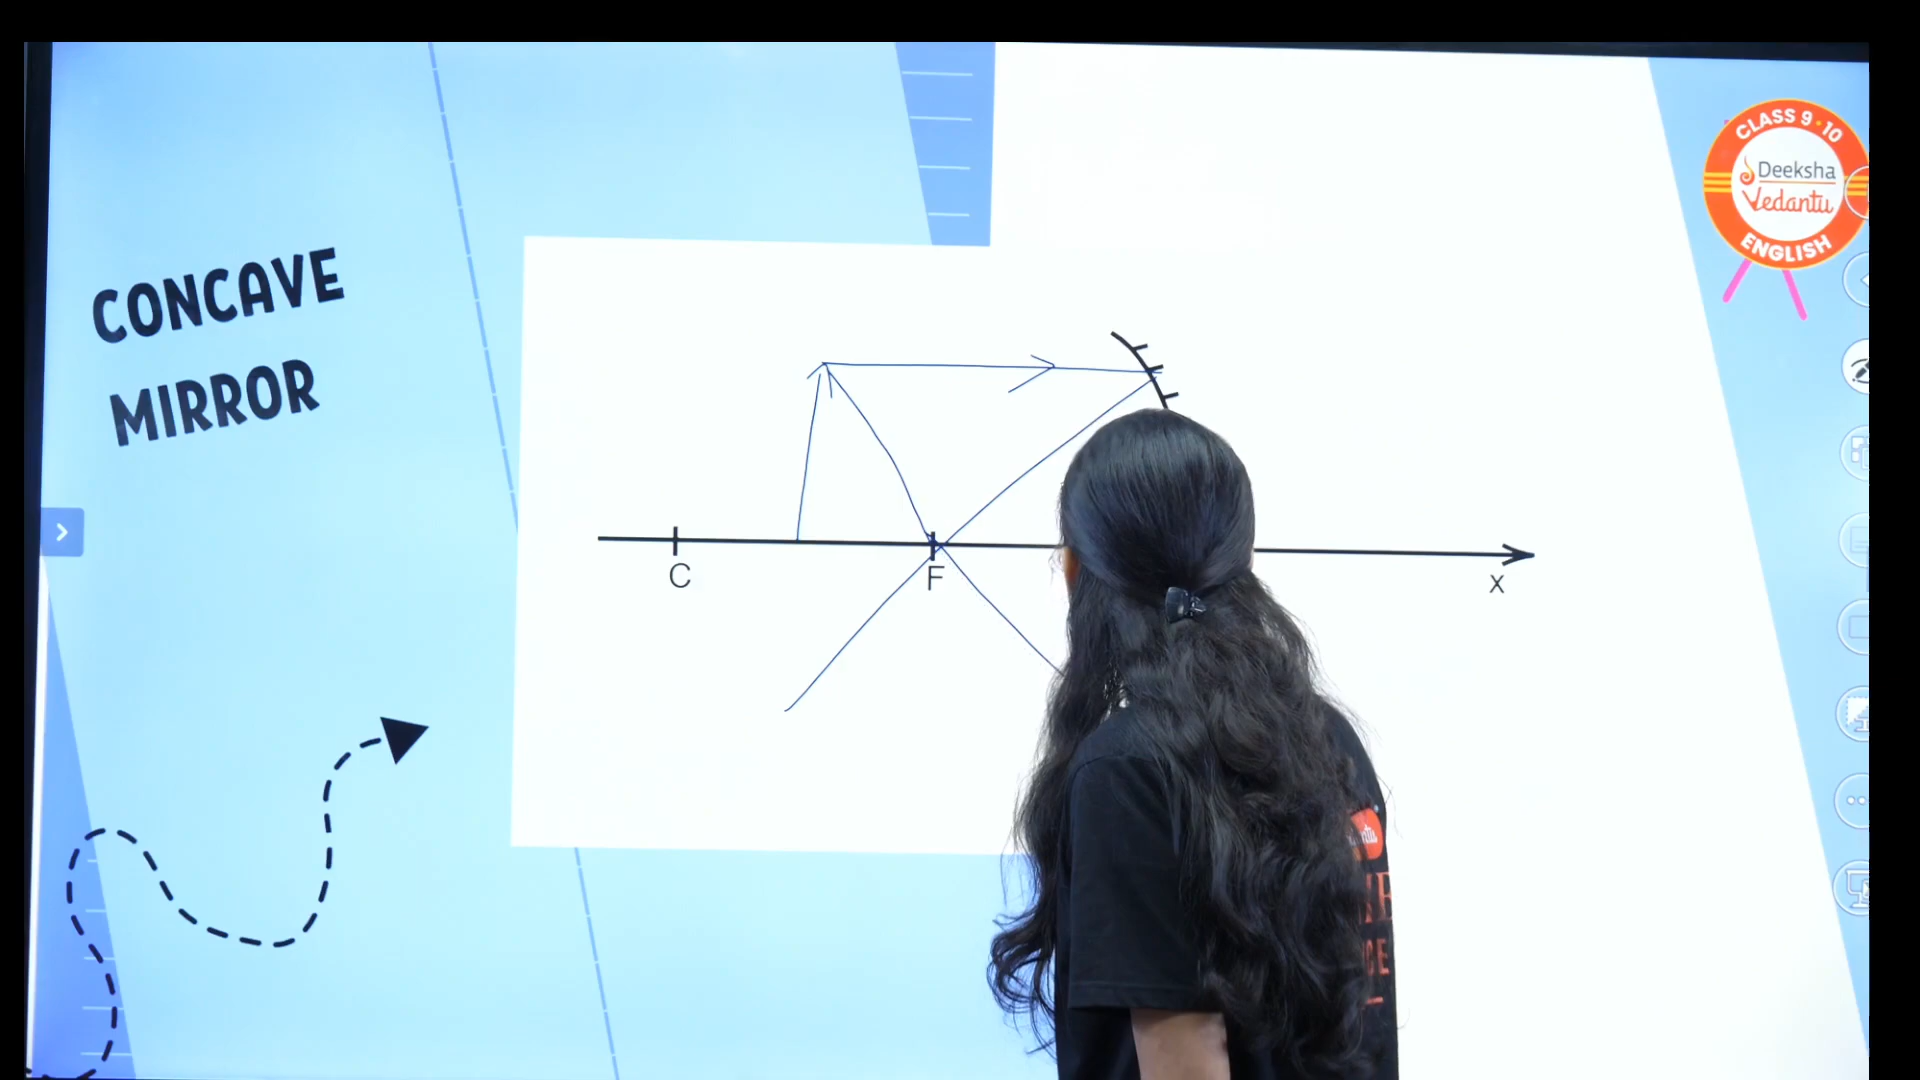 CONCAVE
MIRROR
CLASS 9·10
Deeksha
Vedantu
ENGLISH
C
F
X